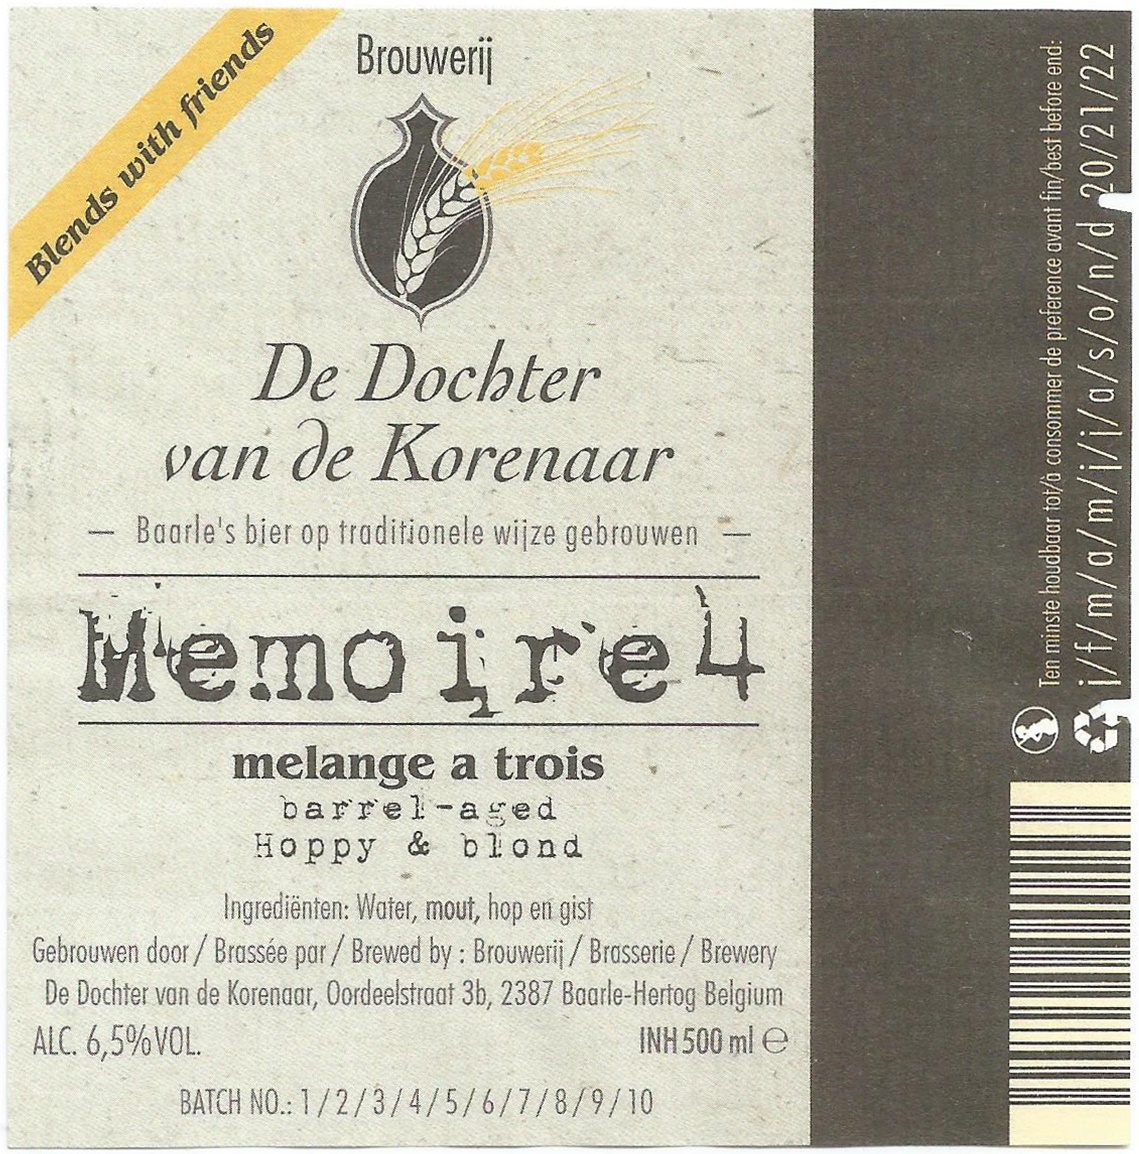 Blends with friends
Brouwerij
De Dochter
van de Korenaar
— Baarle's bier op traditionele wijze gebrouwen —
Memoire4
melange a trois
barrel-aged
Hoppy & blond
Ingrediënten: Water, mout, hop en gist
Gebrouwen door / Brassée par / Brewed by : Brouwerij / Brasserie / Brewery
De Dochter van de Korenaar, Oordeelstraat 3b, 2387 Baarle-Hertog Belgium
ALC. 6,5%VOL. INH 500 ml ℮
BATCH NO.: 1/2/3/4/5/6/7/8/9/10
Ten minste houdbaar tot/à consommer de preference avant fin/best before end:
j/f/m/a/m/j/j/a/s/o/n/d 20/21/22